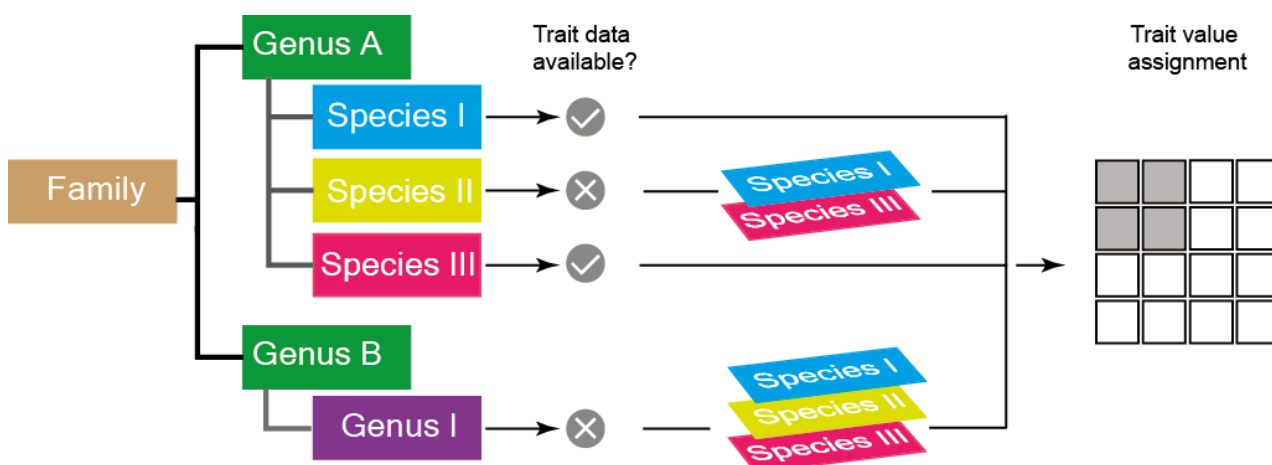 Genus A
Trait data
available?
Trait value
assignment
Species I
Family
Species II
Species I
Species III
Species III
Genus B
Species I
Species II
Genus I
Species III